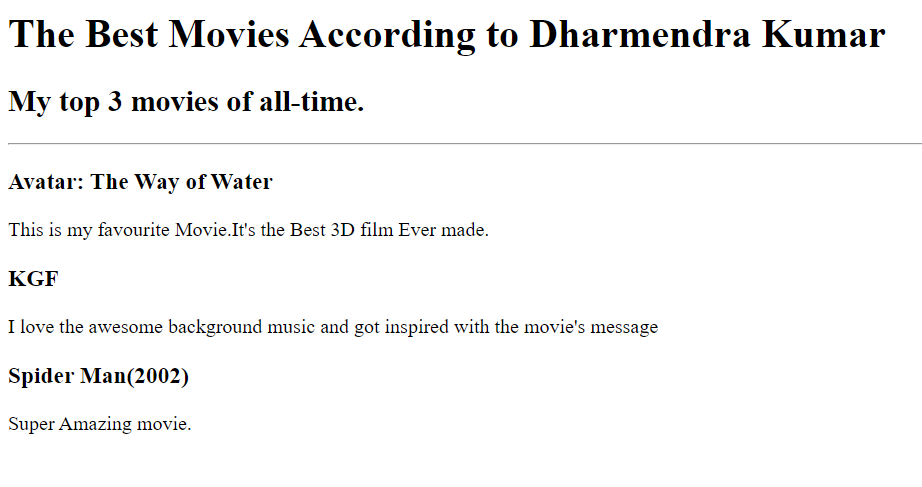 The Best Movies According to Dharmendra Kumar
My top 3 movies of all-time.
Avatar: The Way of Water
This is my favourite Movie.It's the Best 3D film Ever made.
KGF
I love the awesome background music and got inspired with the movie's message
Spider Man(2002)
Super Amazing movie.